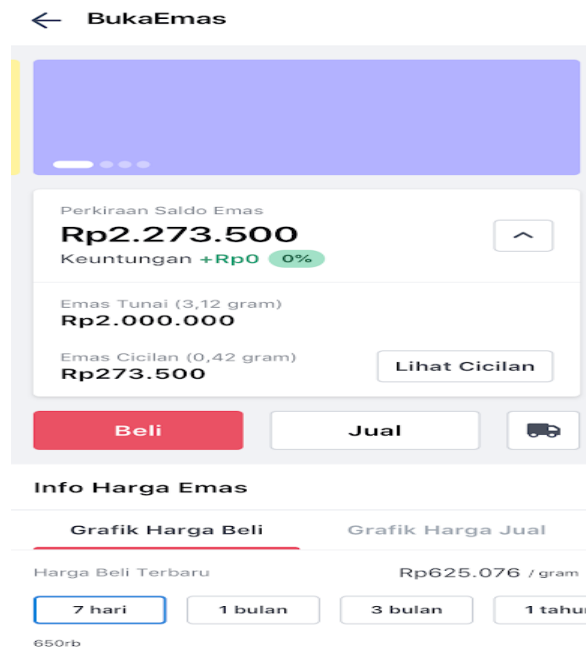 BukaEmas
Perkiraan Saldo Emas
Rp2.273.500
Keuntungan +Rp0 0%
Emas Tunai (3,12 gram)
Rp2.000.000
Emas Cicilan (0,42 gram)
Rp273.500
Lihat Cicilan
Beli Jual
Info Harga Emas
Grafik Harga Beli Grafik Harga Jual
Harga Beli Terbaru Rp625.076 / gram
7 hari 1 bulan 3 bulan 1 tahu
650rb